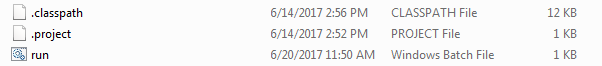 .classpath 6/14/2017 2:56 PM CLASSPATH File 12 KB
.project 6/14/2017 2:52 PM PROJECT File 1 KB
run 6/20/2017 11:50 AM Windows Batch File 1 KB